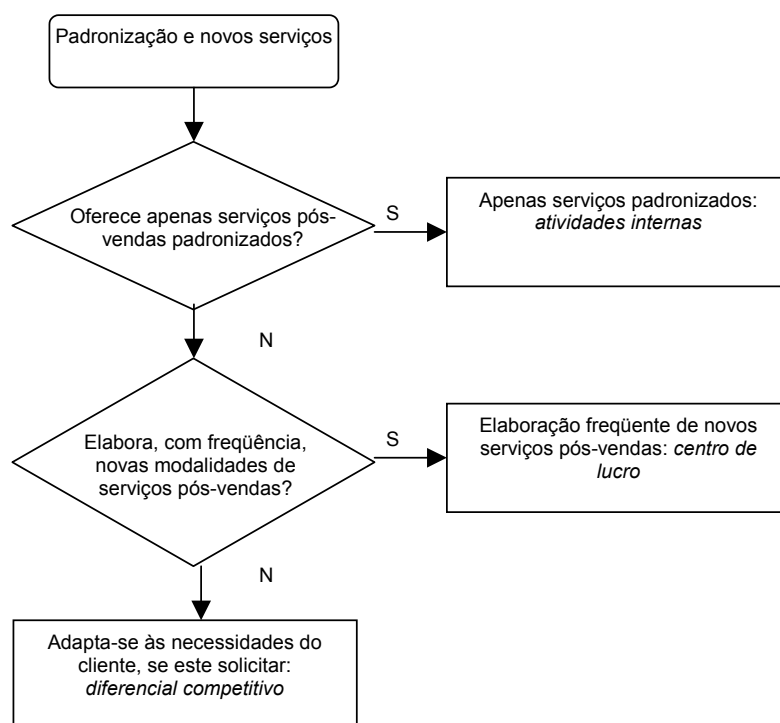 Padronização e novos serviços
Oferece apenas serviços pós-
vendas padronizados?
S
Apenas serviços padronizados:
atividades internas
N
Elabora, com freqüência,
novas modalidades de
serviços pós-vendas?
S
Elaboração freqüente de novos
serviços pós-vendas: centro de
lucro
N
Adapta-se às necessidades do
cliente, se este solicitar:
diferencial competitivo